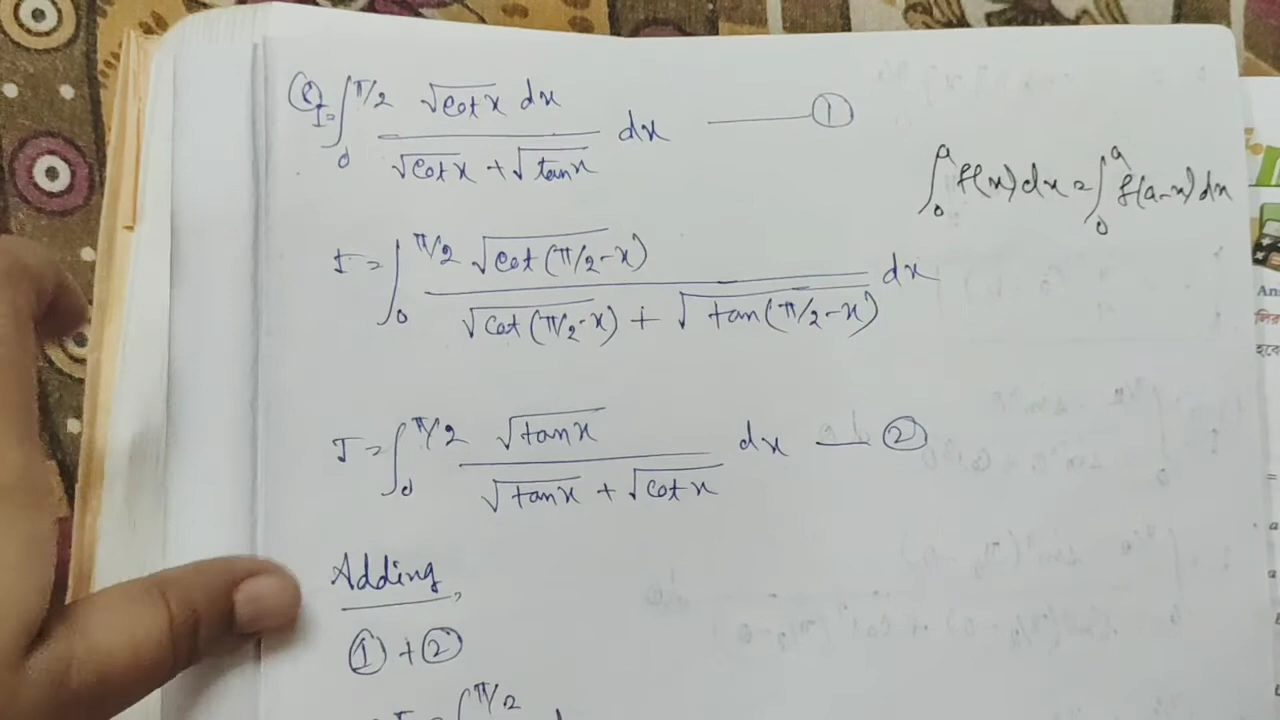 Q I = ∫₀^π/2 √cot x dx / (√cot x + √tan x) dx —— ①
∫₀^a f(x) dx = ∫₀^a f(a-x) dx
I = ∫₀^π/2 √cot(π/2-x) / (√cot(π/2-x) + √tan(π/2-x)) dx
I = ∫₀^π/2 √tan x / (√tan x + √cot x) dx — ②
Adding,
① + ②